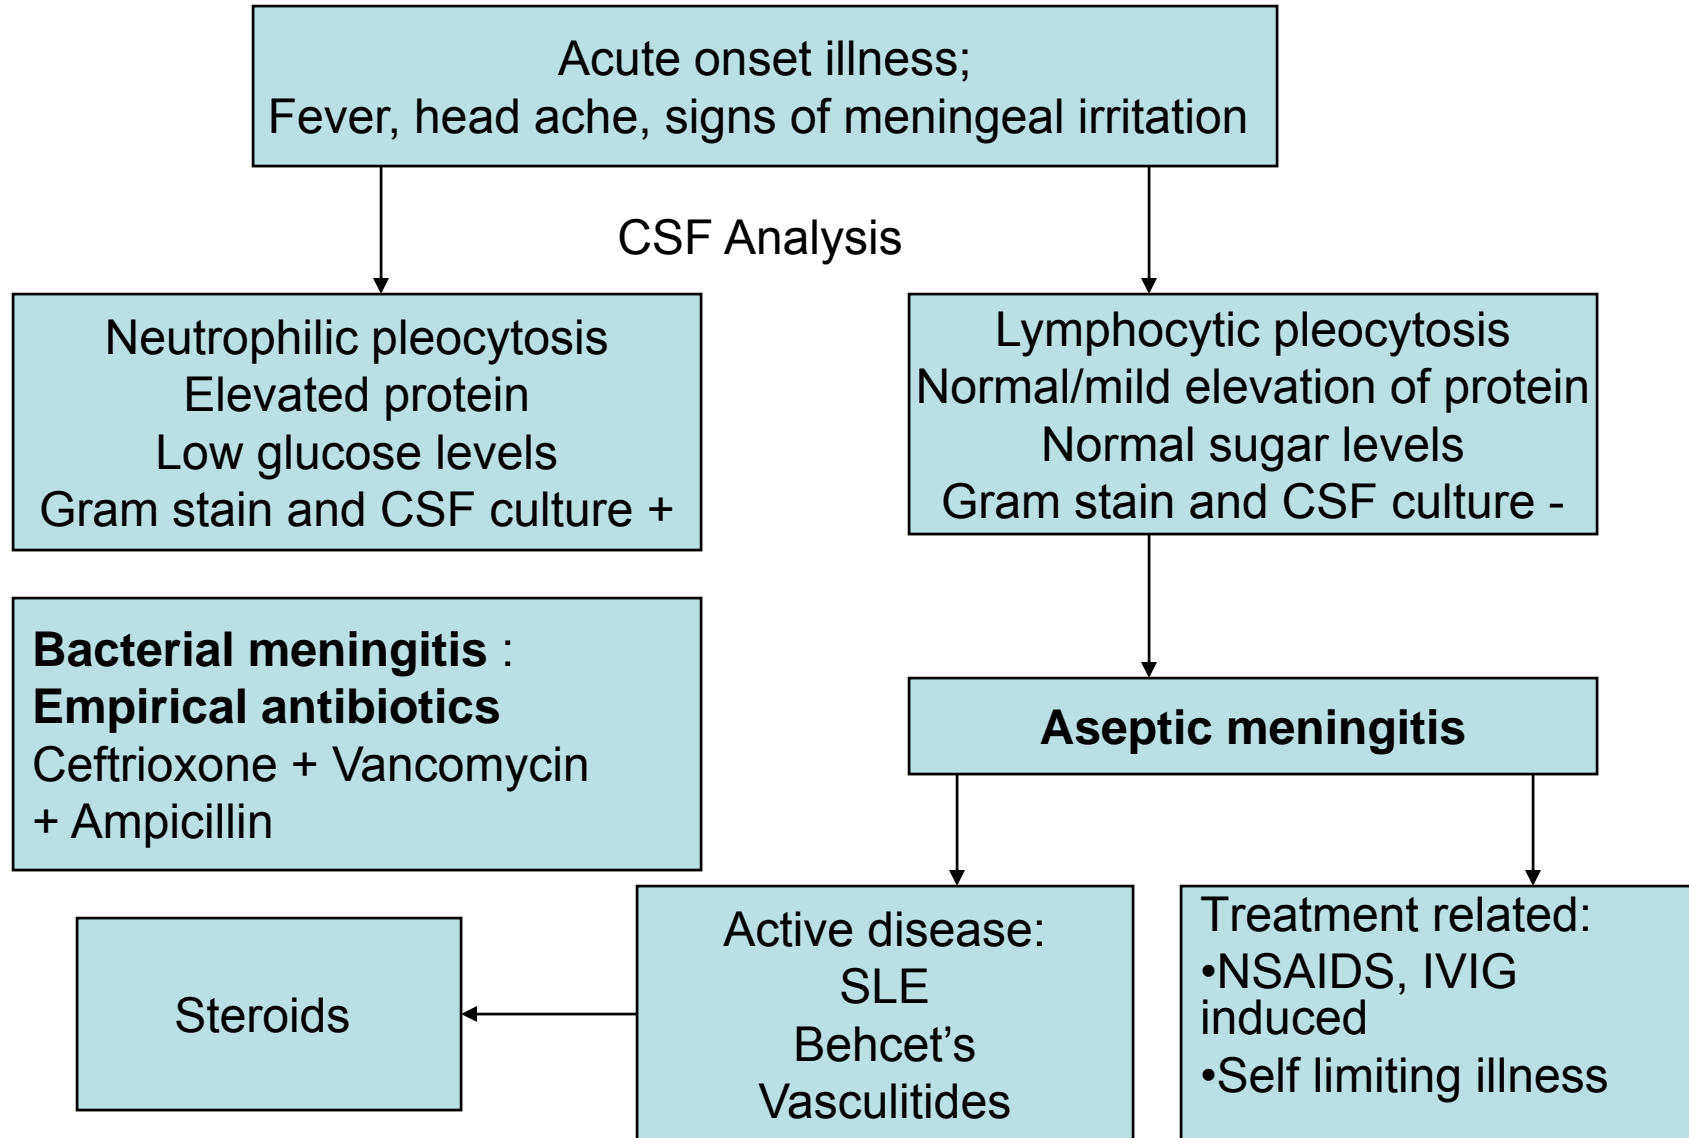 Acute onset illness;
Fever, head ache, signs of meningeal irritation
CSF Analysis
Neutrophilic pleocytosis
Elevated protein
Low glucose levels
Gram stain and CSF culture +
Lymphocytic pleocytosis
Normal/mild elevation of protein
Normal sugar levels
Gram stain and CSF culture -
Bacterial meningitis :
Empirical antibiotics
Ceftrioxone + Vancomycin
+ Ampicillin
Aseptic meningitis
Steroids
Active disease:
SLE
Behcet’s
Vasculitides
Treatment related:
•NSAIDS, IVIG
induced
•Self limiting illness